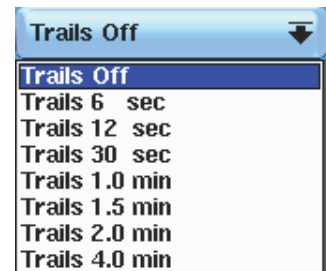 Trails Off
Trails Off
Trails 6 sec
Trails 12 sec
Trails 30 sec
Trails 1.0 min
Trails 1.5 min
Trails 2.0 min
Trails 4.0 min